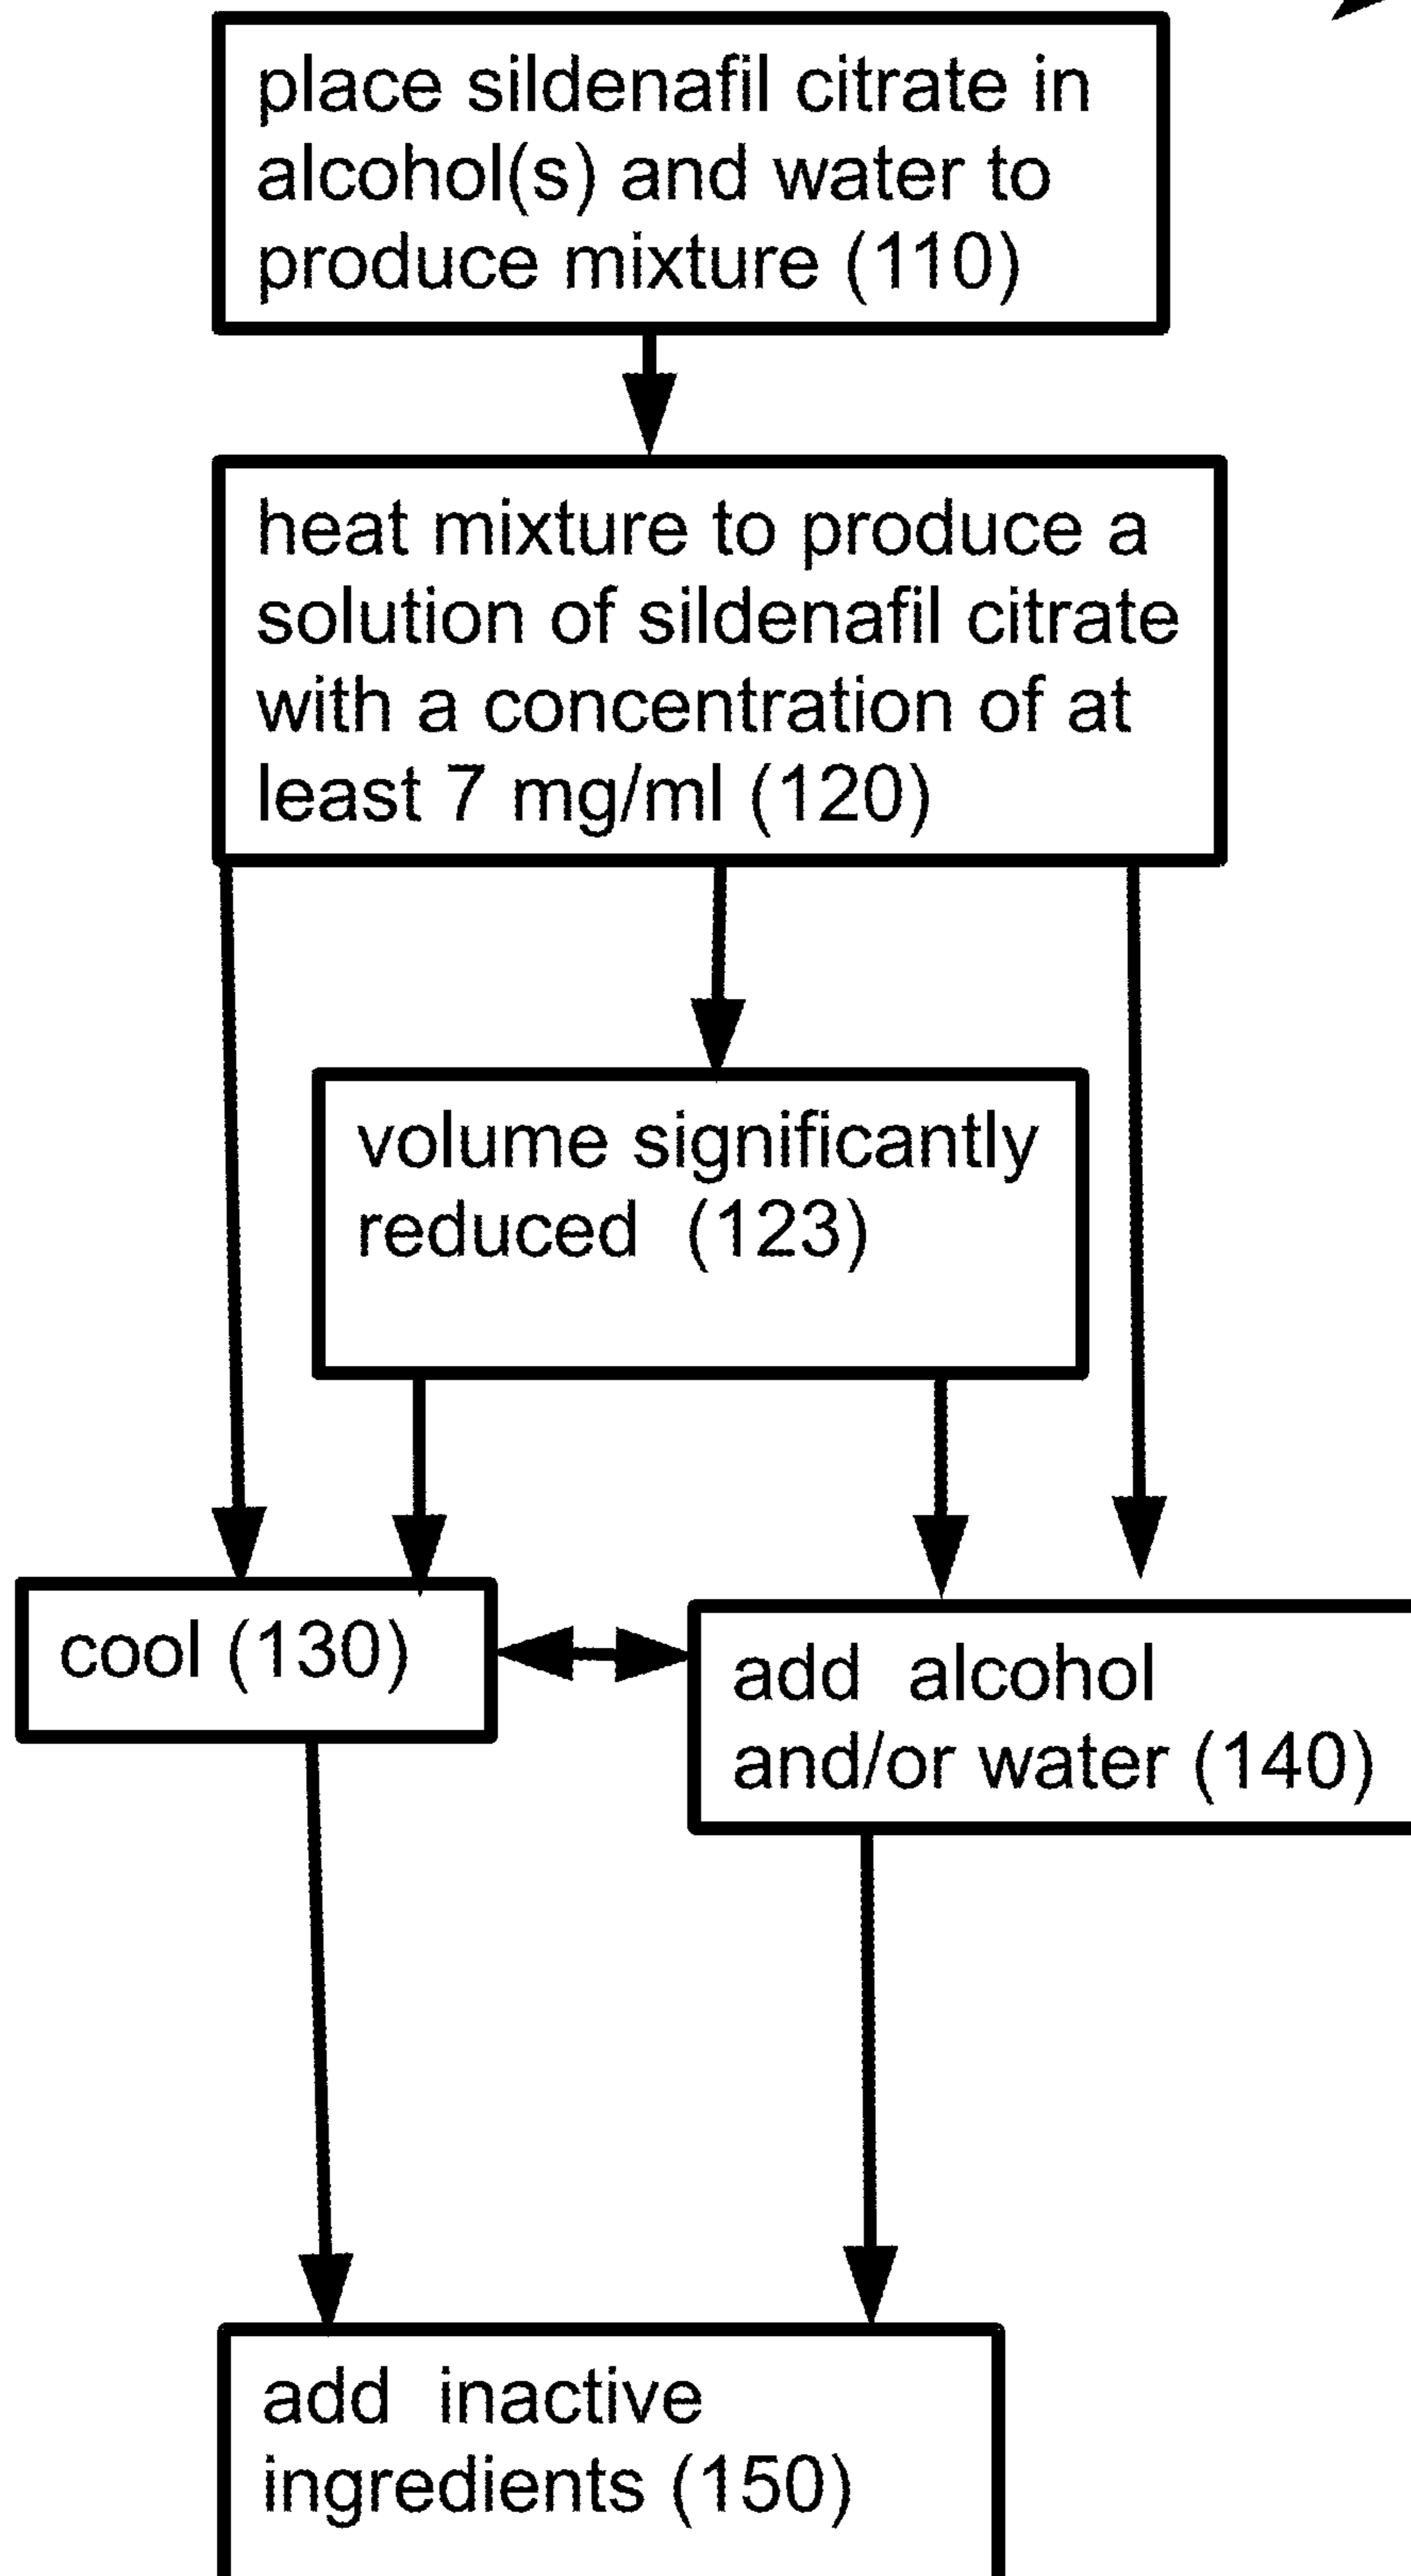 place sildenafil citrate in
alcohol(s) and water to
produce mixture (110)
heat mixture to produce a
solution of sildenafil citrate
with a concentration of at
least 7 mg/ml (120)
volume significantly
reduced (123)
cool (130)
add alcohol
and/or water (140)
add inactive
ingredients (150)